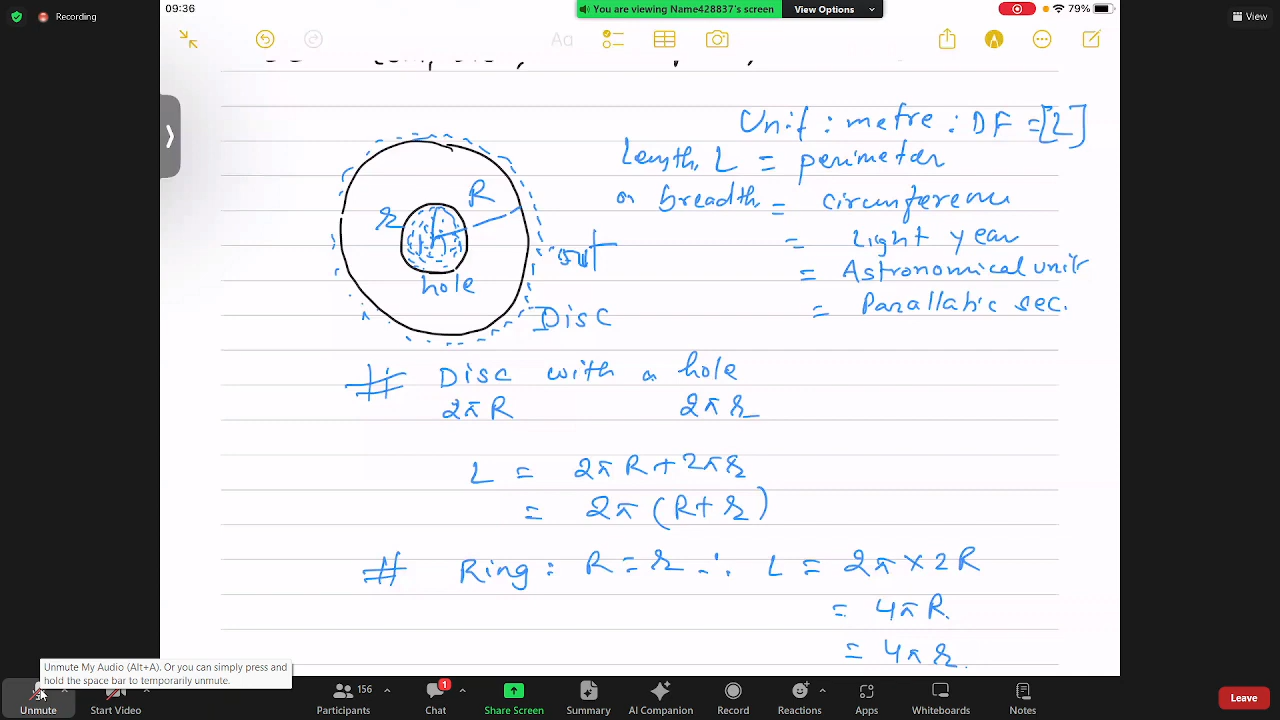 09:36
You are viewing Name428837's screen
View Options
79%
Recording
View
Aa
Unit : metre : DF = [L]
Length, L = perimeter
or breadth = circumference
= Light year
= Astronomical unit
= Parallatic sec.
R
r
out
hole
Disc
# Disc with a hole
2πR 2πr
L = 2πR + 2πr
= 2π (R + r)
# Ring : R = r ∴ L = 2π × 2R
= 4πR.
= 4πr.
Unmute My Audio (Alt+A). Or you can simply press and
hold the space bar to temporarily unmute.
156
1
Unmute
Start Video
Participants
Chat
Share Screen
Summary
AI Companion
Record
Reactions
Apps
Whiteboards
Notes
Leave